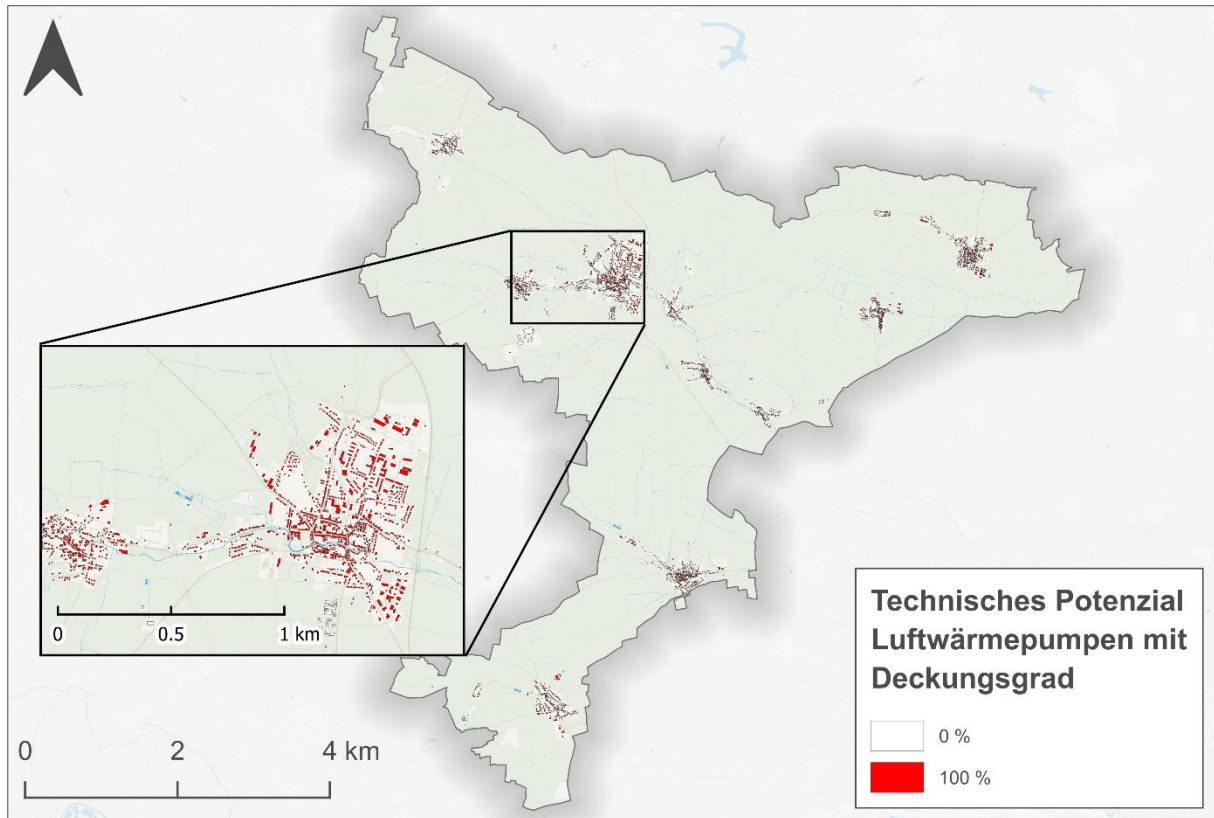 0 0.5 1 km
0 2 4 km
Technisches Potenzial
Luftwärmepumpen mit
Deckungsgrad
0 %
100 %